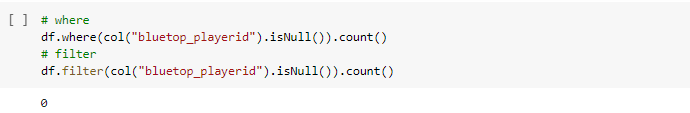 [ ] # where
df.where(col("bluetop_playerid").isNull()).count()
# filter
df.filter(col("bluetop_playerid").isNull()).count()
0